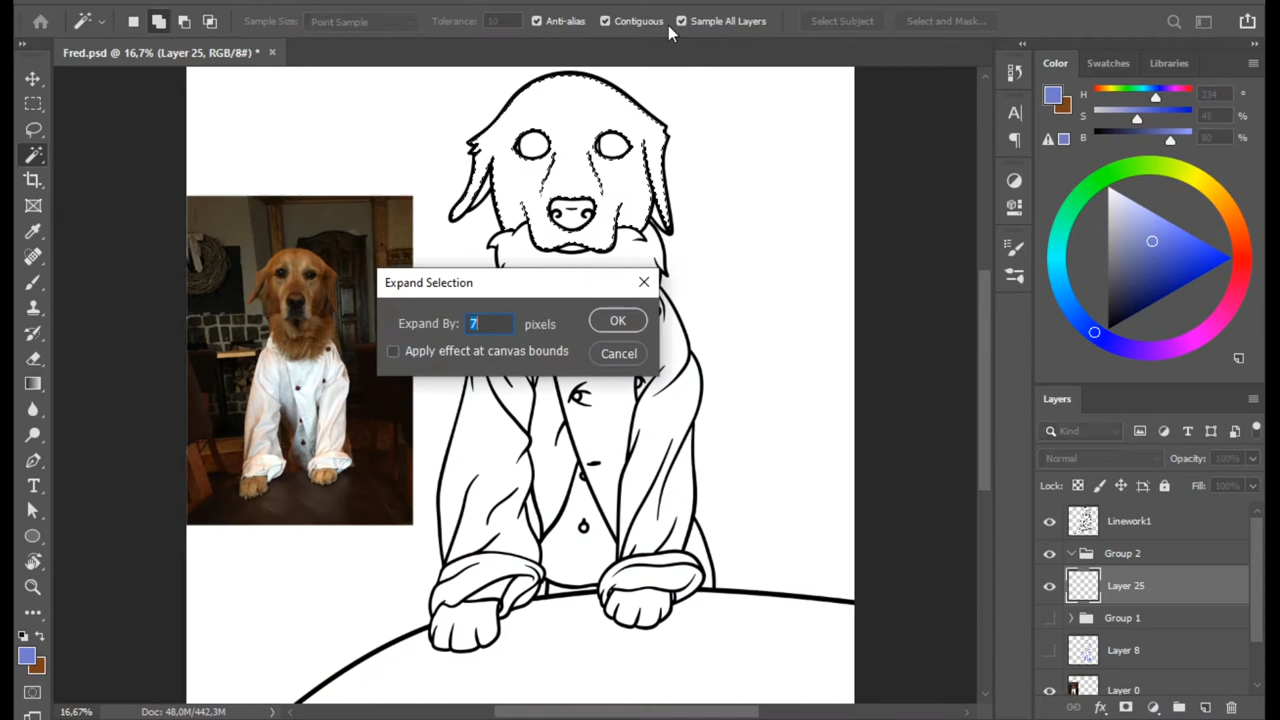 Sample Size: Point Sample Tolerance: 10 Anti-alias Contiguous Sample All Layers Select Subject Select and Mask...
Fred.psd @ 16,7% (Layer 25, RGB/8#) *
Color Swatches Libraries
H 234 °
S 45 %
B 80 %
Expand Selection
Expand By: 7 pixels
OK
Apply effect at canvas bounds
Cancel
Layers
Kind
Normal Opacity: 100%
Lock: Fill: 100%
Linework1
Group 2
Layer 25
Group 1
Layer 8
Layer 0
16,67% Doc: 48,0M/442,3M